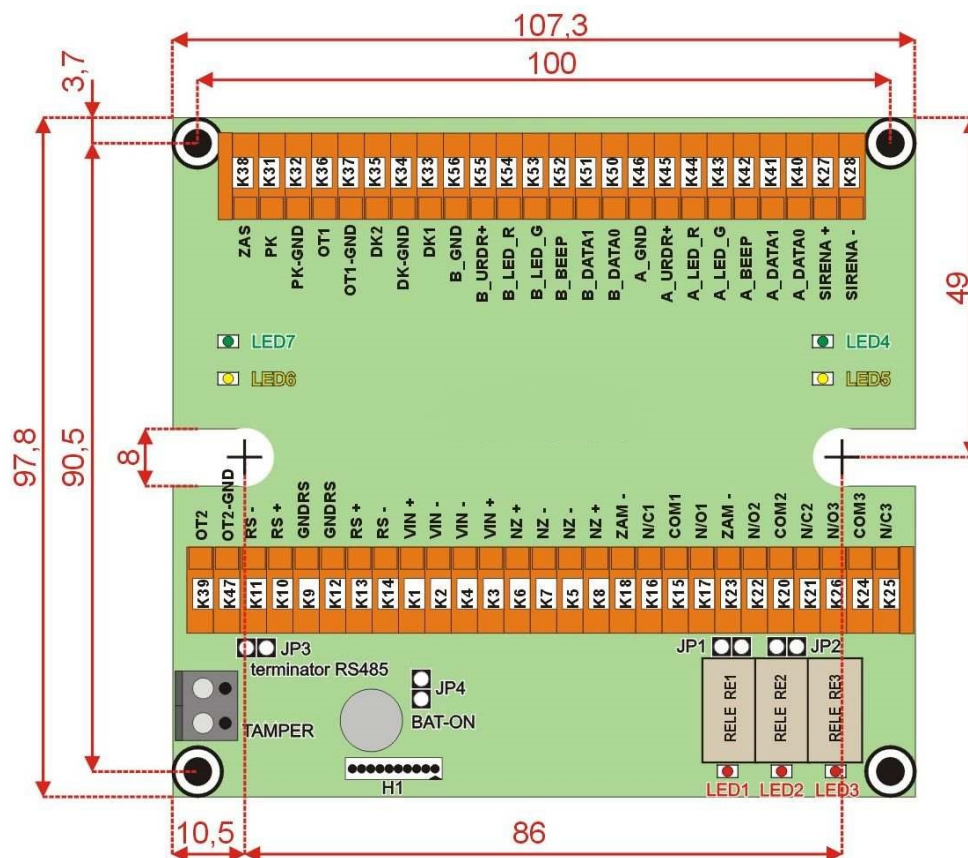 107,3
100
3,7
K38 K31 K32 K36 K37 K35 K34 K33 K56 K55 K54 K53 K52 K51 K50 K46 K45 K44 K43 K42 K41 K40 K27 K28
ZAS PK PK-GND OT1 OT1-GND DK2 DK-GND DK1 B_GND B_URDR+ B_LED_R B_LED_G B_BEEP B_DATA1 B_DATA0 A_GND A_URDR+ A_LED_R A_LED_G A_BEEP A_DATA1 A_DATA0 SIRENA + SIRENA -
49
LED7 LED4
LED6 LED5
97,8
90,5
8
OT2 OT2-GND RS - RS + GNDRS GNDRS RS + RS - VIN + VIN - VIN - VIN + NZ + NZ - NZ - NZ + ZAM - N/C1 COM1 N/O1 ZAM - N/O2 COM2 N/C2 N/O3 COM3 N/C3
K39 K47 K11 K10 K9 K12 K13 K14 K1 K2 K4 K3 K6 K7 K5 K8 K18 K16 K15 K17 K23 K22 K20 K21 K26 K24 K25
JP3 JP1 JP2
terminator RS485
JP4
BAT-ON
TAMPER
RELE RE1 RELE RE2 RELE RE3
H1
LED1 LED2 LED3
10,5 86